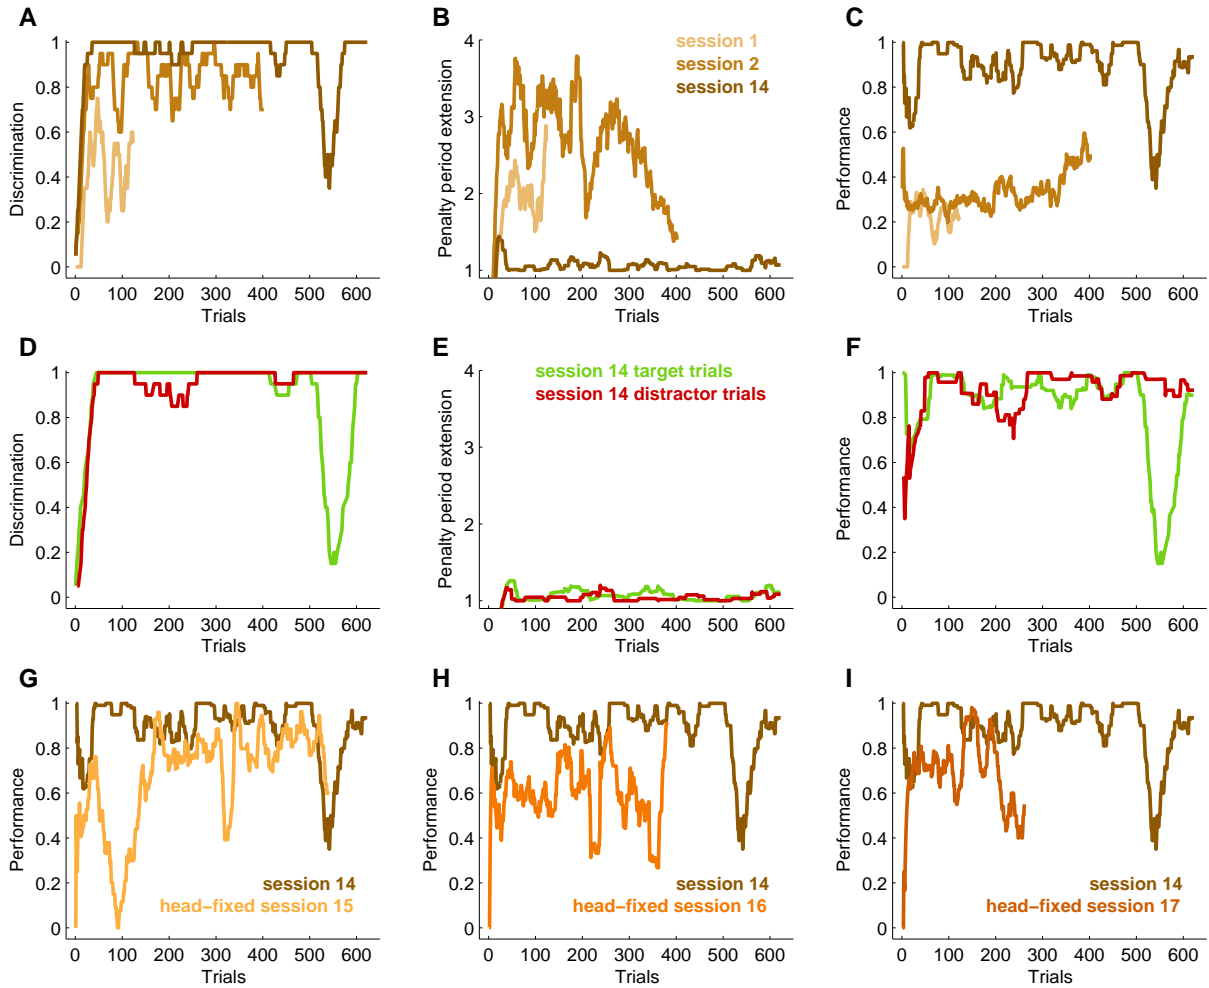 A
Discrimination
1
0.8
0.6
0.4
0.2
0
0 100 200 300 400 500 600
Trials
B
Penalty period extension
4
3
2
1
session 1
session 2
session 14
0 100 200 300 400 500 600
Trials
C
Performance
1
0.8
0.6
0.4
0.2
0
0 100 200 300 400 500 600
Trials
D
Discrimination
1
0.8
0.6
0.4
0.2
0
0 100 200 300 400 500 600
Trials
E
Penalty period extension
4
4
2
1
session 14 target trials
session 14 distractor trials
0 100 200 300 400 500 600
Trials
F
Performance
1
0.8
0.6
0.4
0.2
0
0 100 200 300 400 500 600
Trials
G
Performance
1
0.8
0.6
0.4
0.2
0
session 14
head−fixed session 15
0 100 200 300 400 500 600
Trials
H
Performance
1
0.8
0.6
0.4
0.2
0
session 14
head−fixed session 16
0 100 200 300 400 500 600
Trials
I
Performance
1
0.8
0.6
0.4
0.2
0
session 14
head−fixed session 17
0 100 200 300 400 500 600
Trials